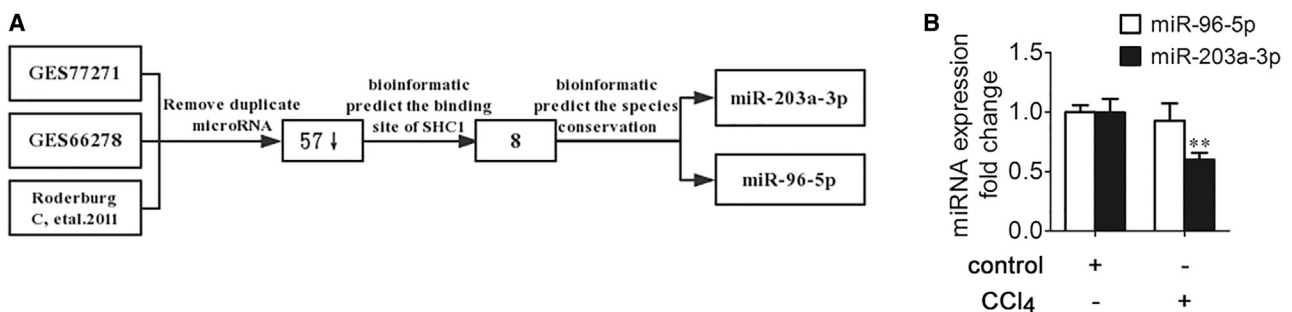 A
GES77271
GES66278
Roderburg
C, etal.2011
Remove duplicate
microRNA
57↓
bioinformatic
predict the binding
site of SHC1
8
bioinformatic
predict the species
conservation
miR-203a-3p
miR-96-5p
B
miR-96-5p
miR-203a-3p
miRNA expression
fold change
1.5
1.0
0.5
0.0
**
control + -
CCl4 - +